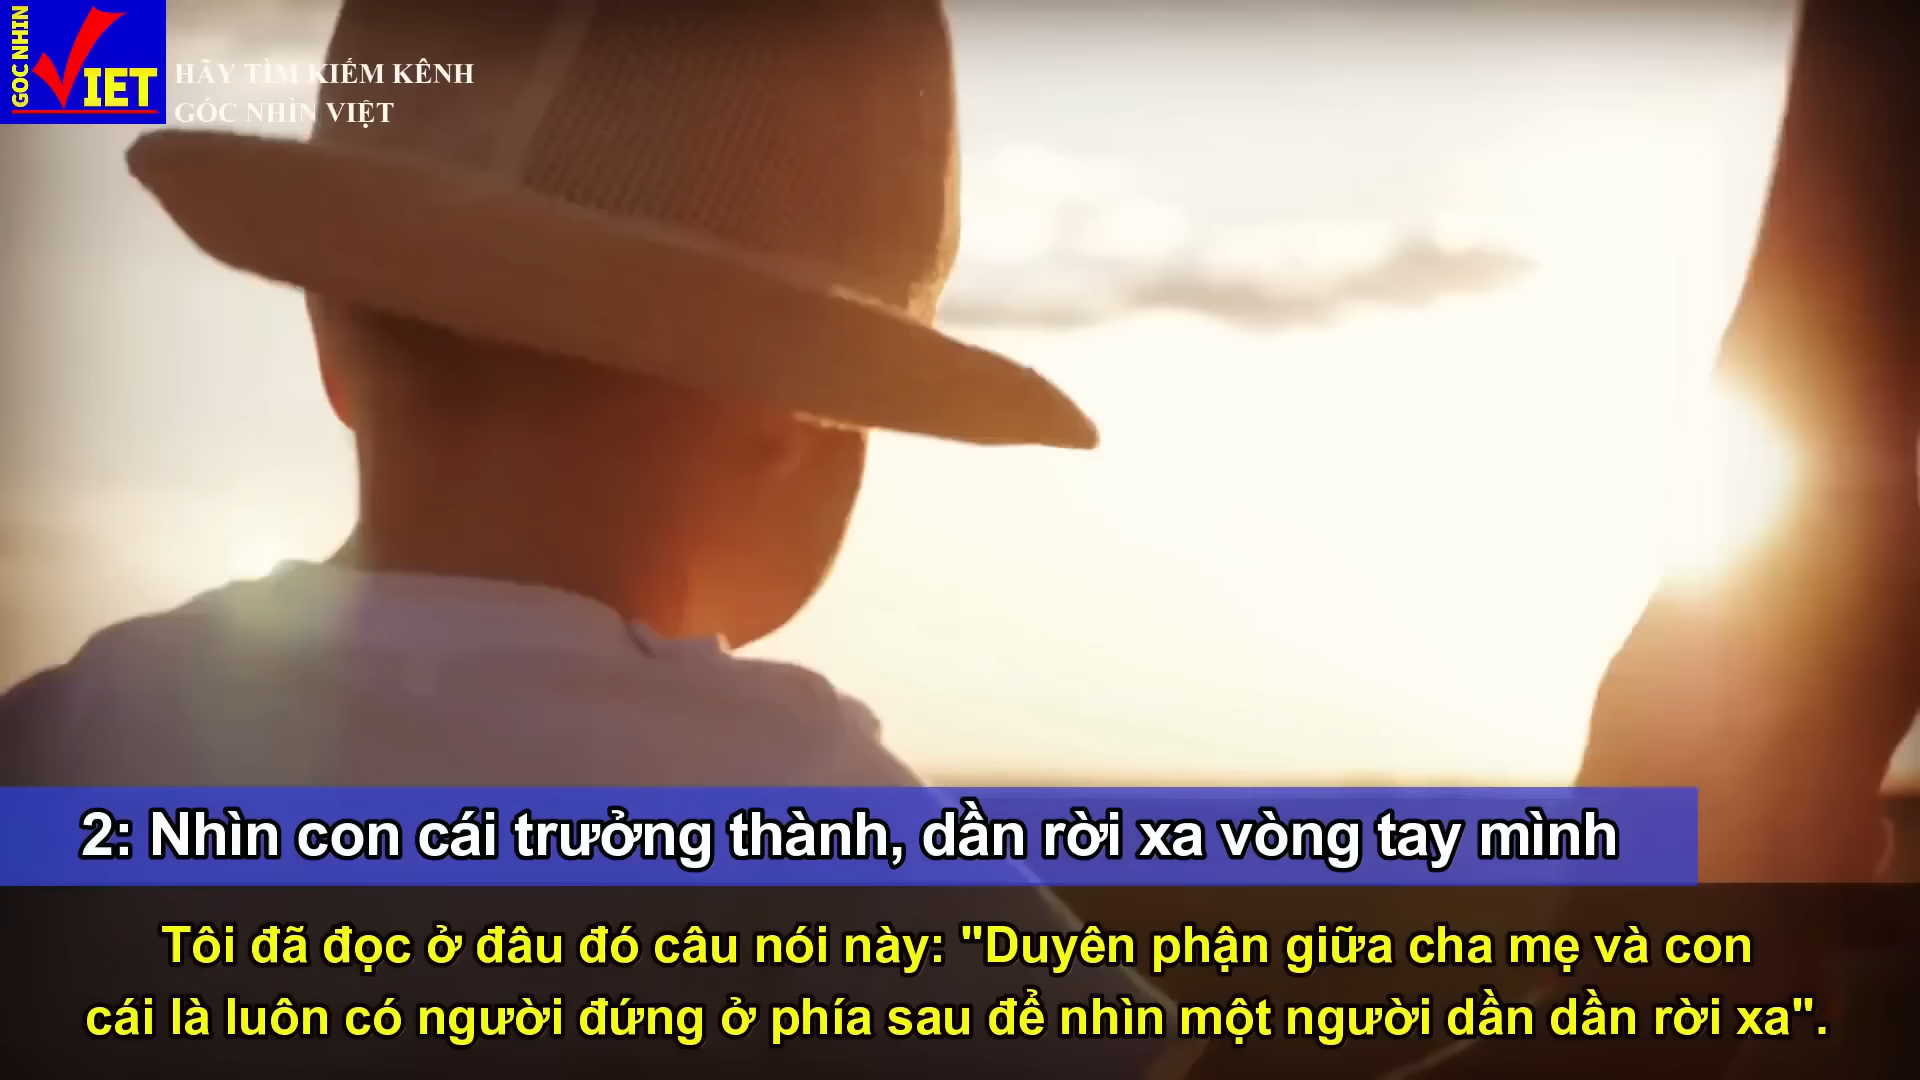 GOC NHIN
VIET
HÃY TÌM KIẾM KÊNH
GÓC NHÌN VIỆT
2: Nhìn con cái trưởng thành, dần rời xa vòng tay mình
Tôi đã đọc ở đâu đó câu nói này: "Duyên phận giữa cha mẹ và con
cái là luôn có người đứng ở phía sau để nhìn một người dần dần rời xa".